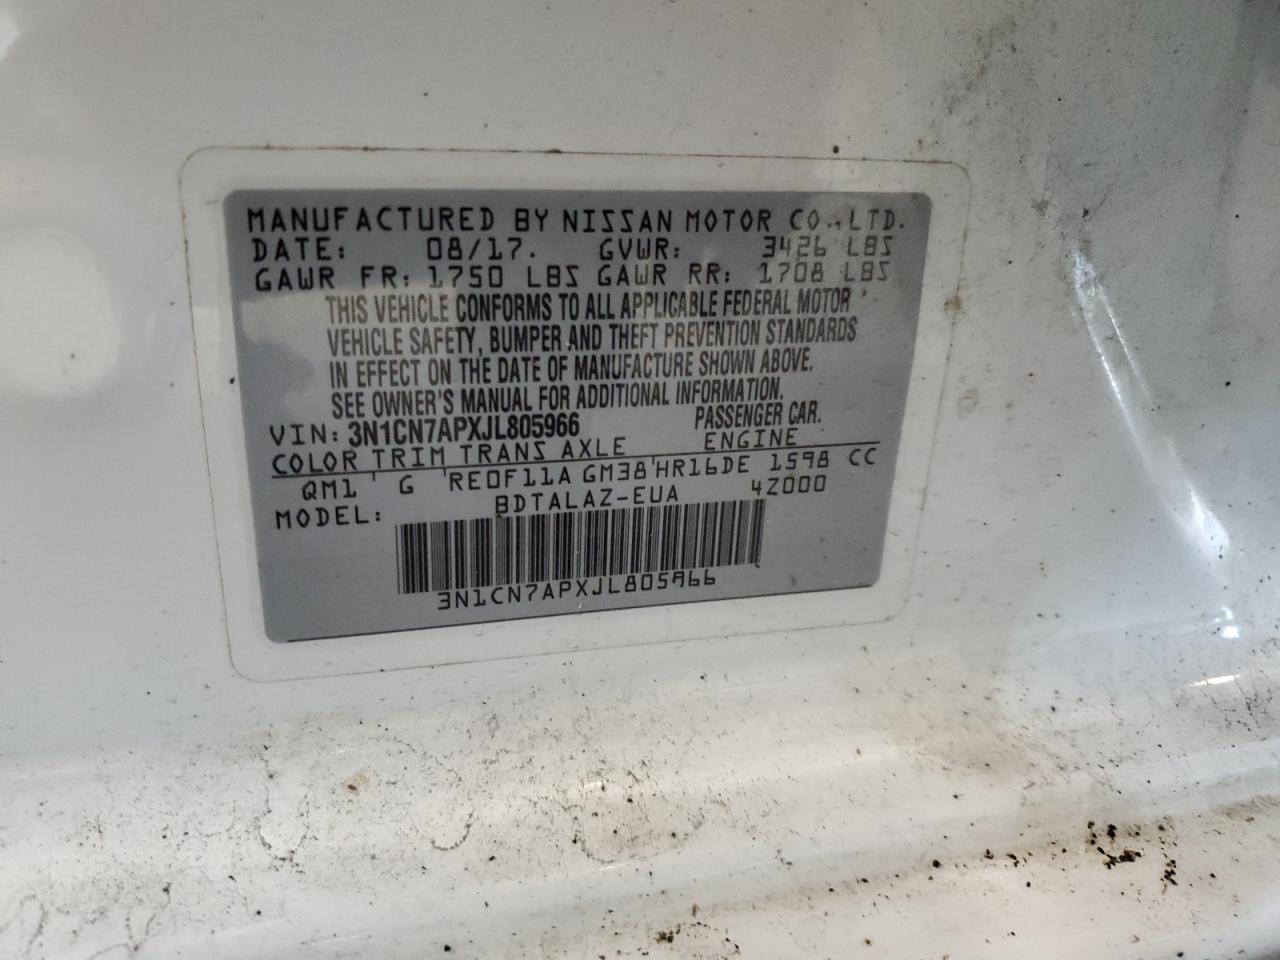 MANUFACTURED BY NISSAN MOTOR CO.,LTD.
DATE: 08/17. GVWR: 3426 LBS
GAWR FR: 1750 LBS GAWR RR: 1708 LBS
THIS VEHICLE CONFORMS TO ALL APPLICABLE FEDERAL MOTOR
VEHICLE SAFETY, BUMPER AND THEFT PREVENTION STANDARDS
IN EFFECT ON THE DATE OF MANUFACTURE SHOWN ABOVE.
SEE OWNER'S MANUAL FOR ADDITIONAL INFORMATION.
VIN: 3N1CN7APXJL805966 PASSENGER CAR.
COLOR TRIM TRANS AXLE ENGINE
QM1 ' G 'RE0F11A GM38'HR16DE 1598 CC
MODEL: BDTALAZ-EUA 4Z000
3N1CN7APXJL805966